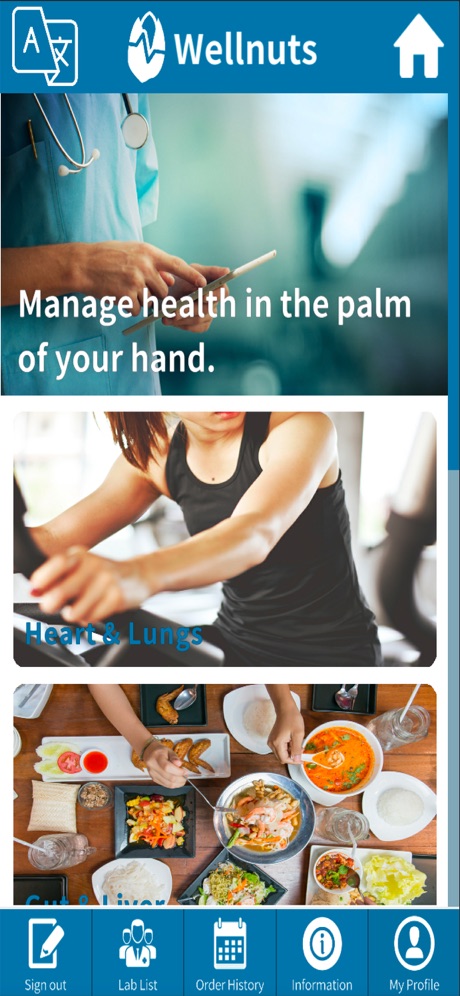 A 文
Wellnuts
Manage health in the palm
of your hand.
Heart & Lungs
Gut & Liver
Sign out
Lab List
Order History
Information
My Profile